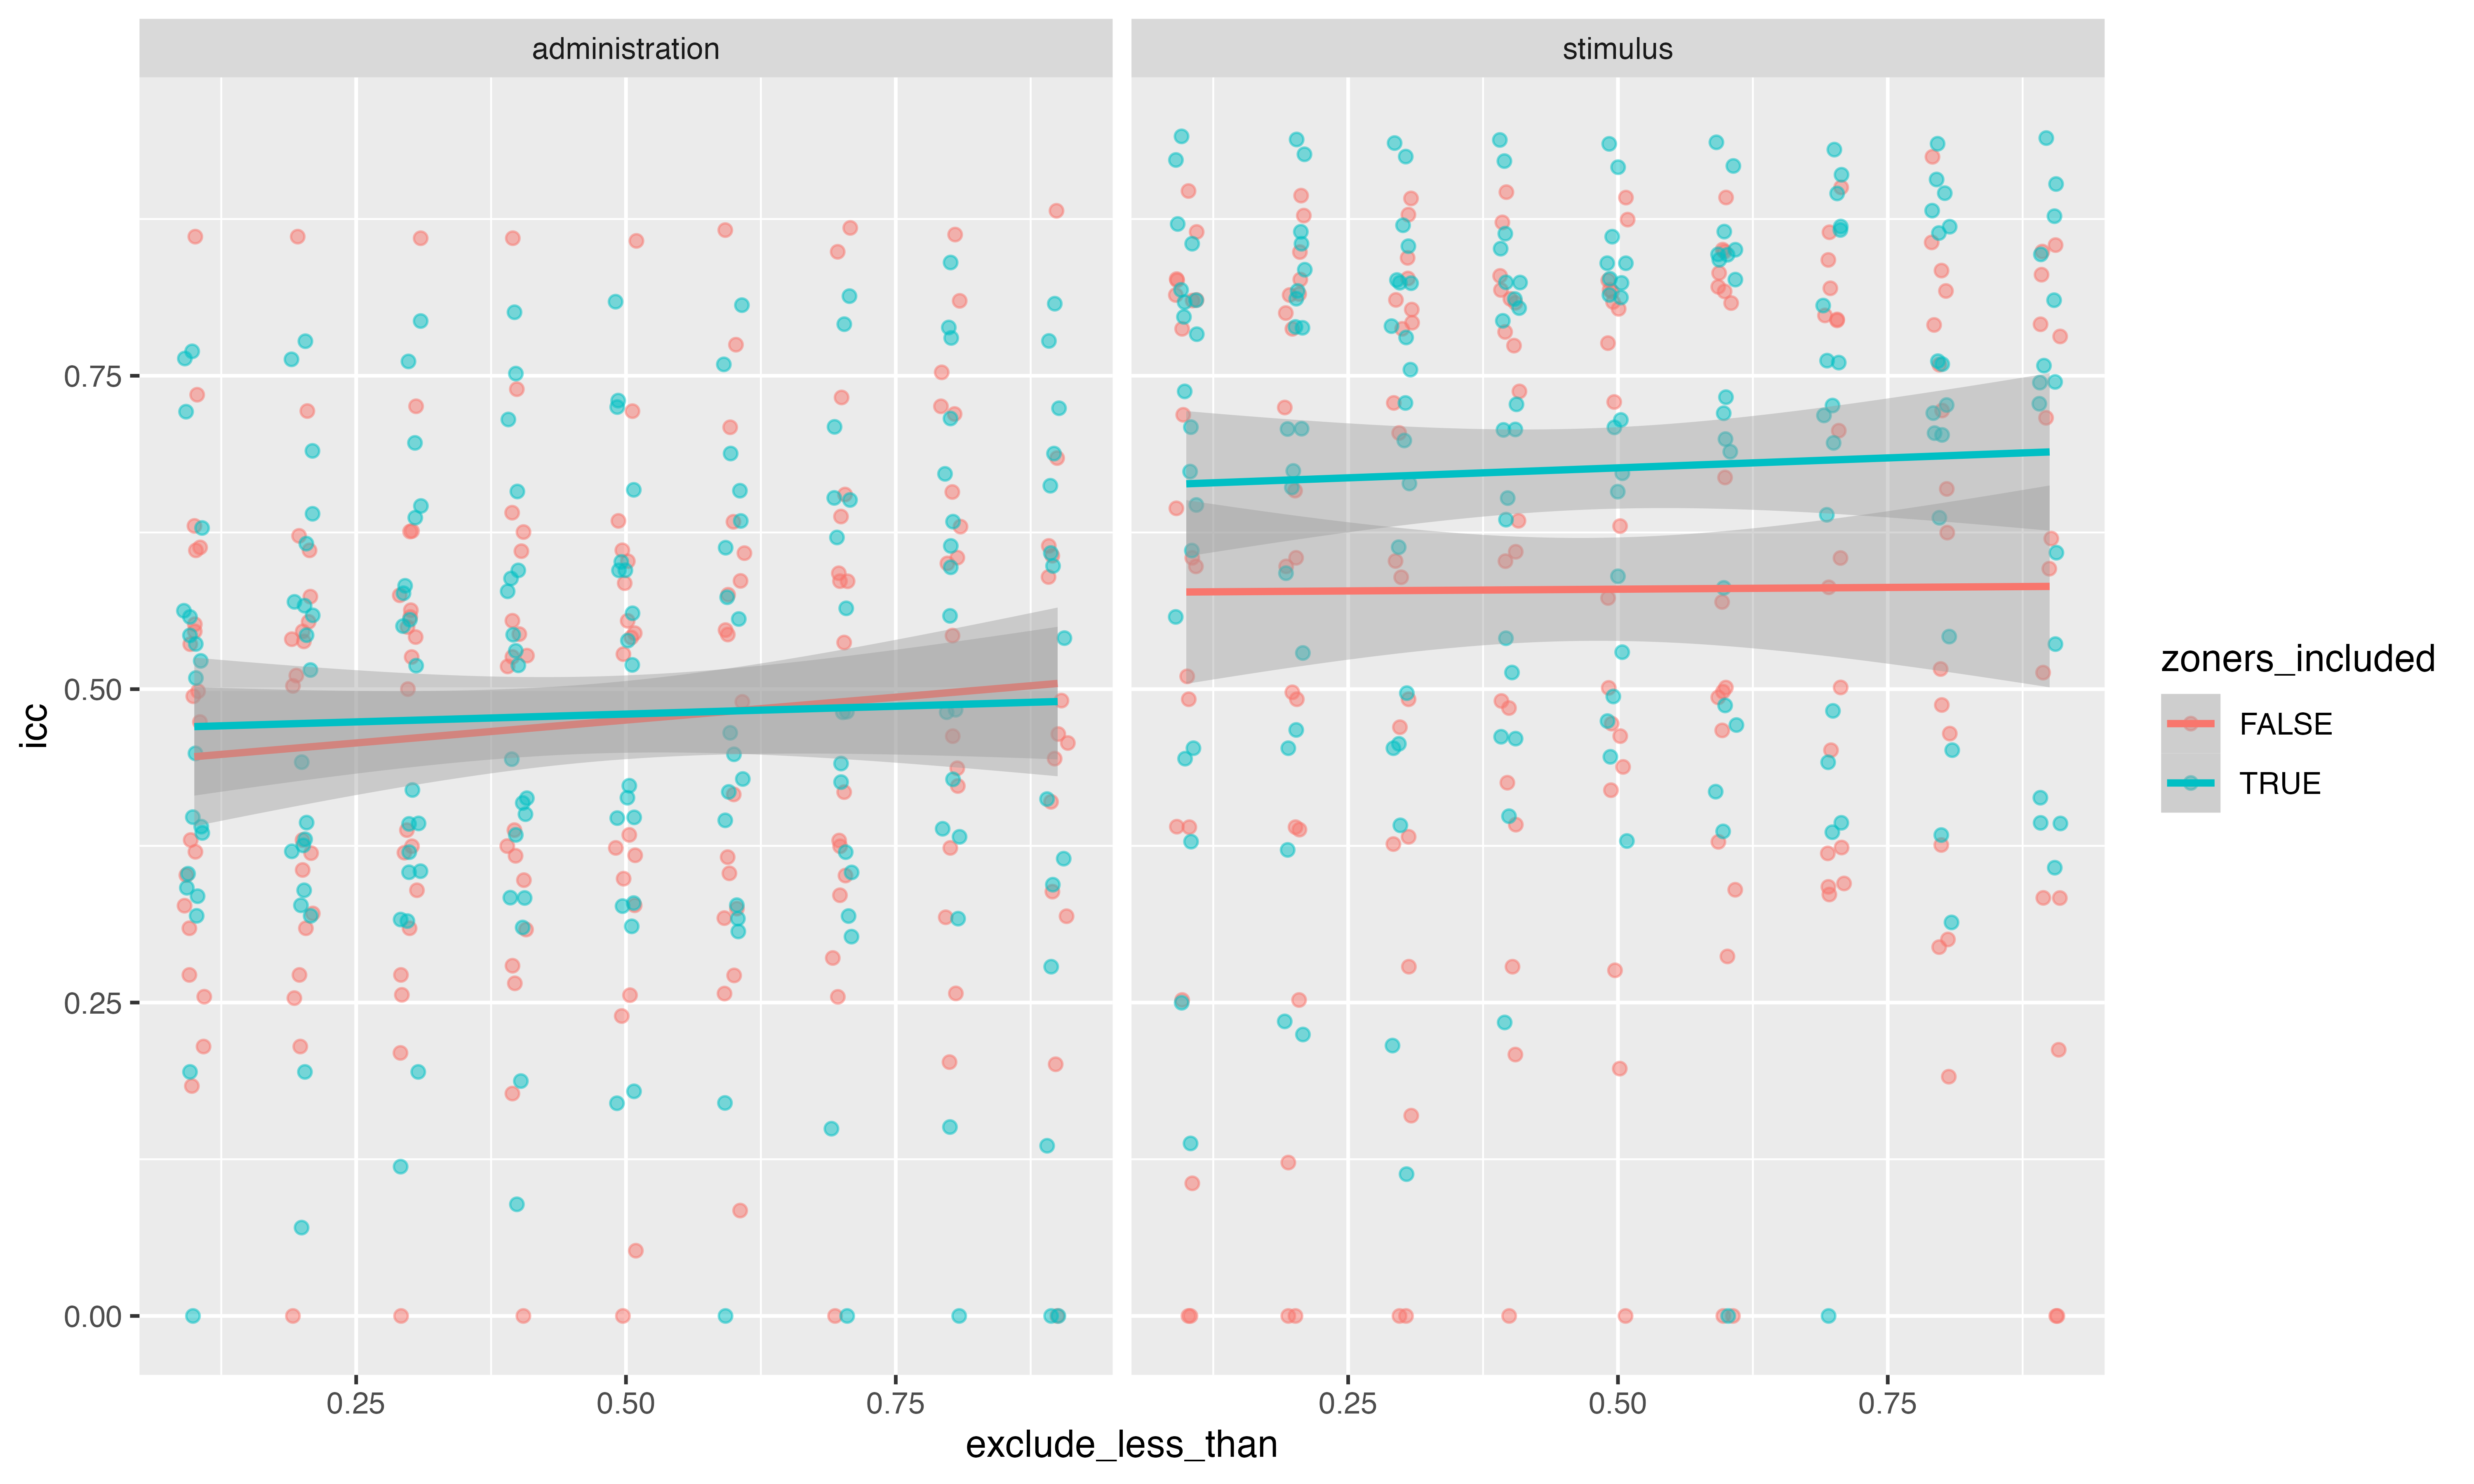 administration
stimulus
icc
0.75
0.50
0.25
0.00
0.25
0.50
0.75
0.25
0.50
0.75
exclude_less_than
zoners_included
FALSE
TRUE